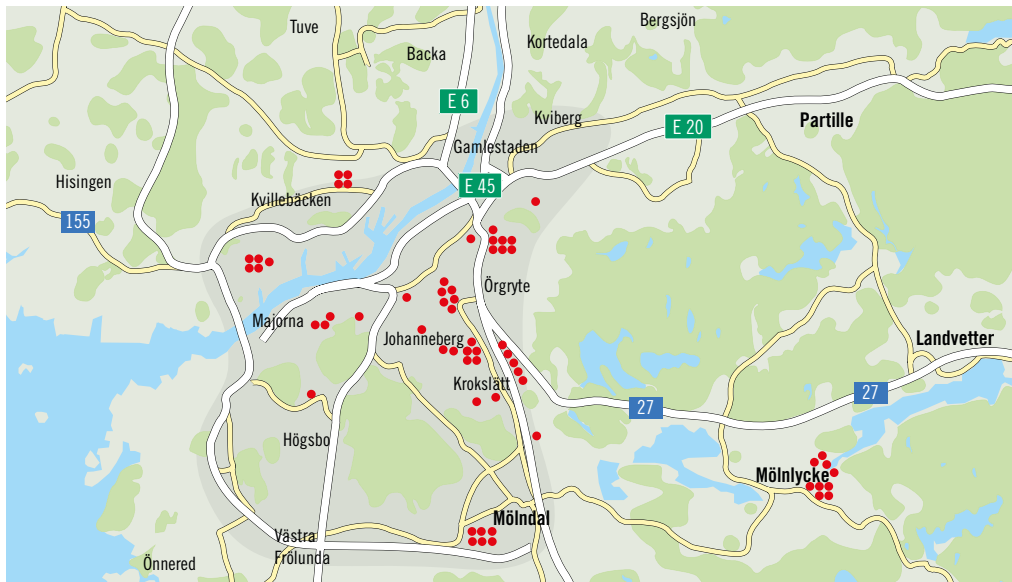 Bergsjön
Tuve
Kortedala
Backa
E 6
Kviberg
Partille
E 20
Gamlestaden
Hisingen
E 45
Kvillebäcken
155
Örgryte
Majorna
Johanneberg
Landvetter
Krokslätt
27
27
Högsbo
Mölnlycke
Mölndal
Västra
Frölunda
Önnered